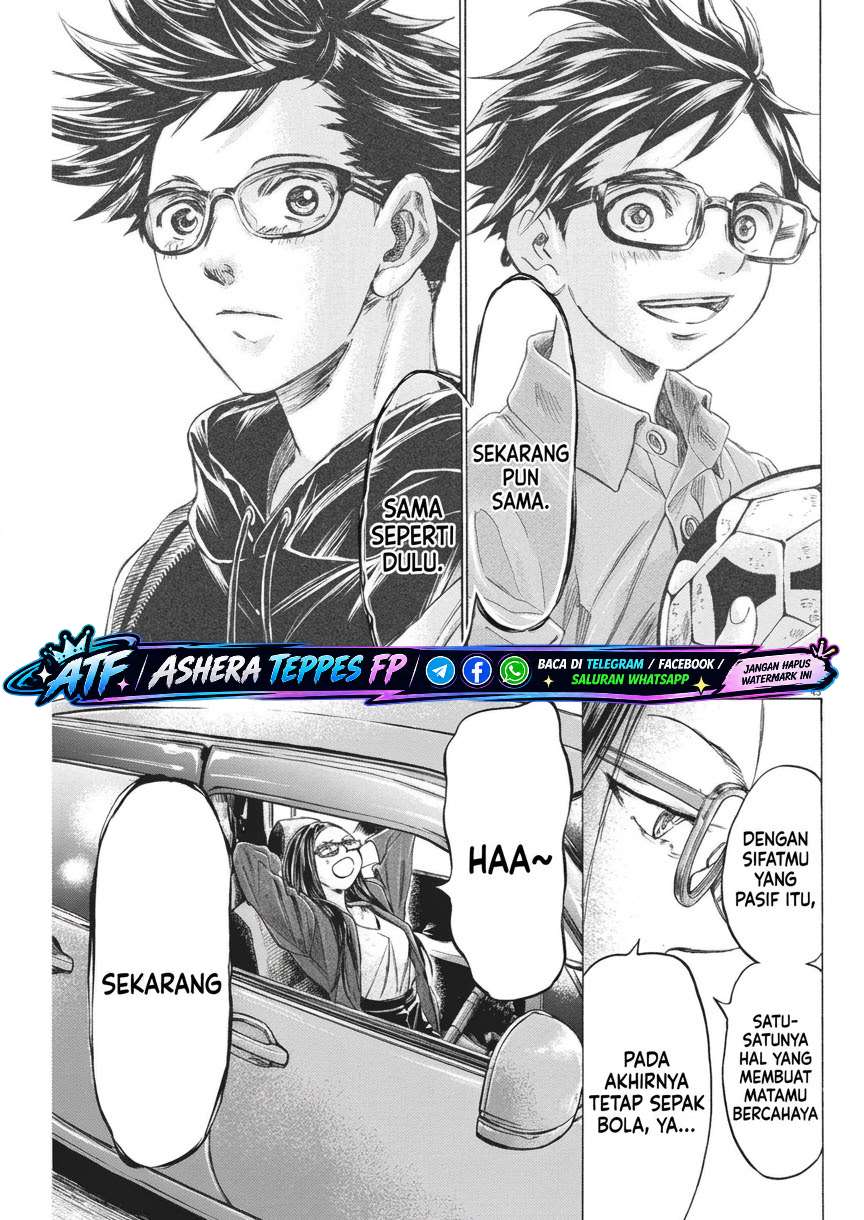 SEKARANG
PUN
SAMA.
SAMA
SEPERTI
DULU.
ATF
ASHERA TEPPES FP
BACA DI TELEGRAM / FACEBOOK /
SALURAN WHATSAPP
JANGAN HAPUS
WATERMARK INI
DENGAN
SIFATMU
YANG
PASIF ITU,
SATU-
SATUNYA
HAL YANG
MEMBUAT
MATAMU
BERCAHAYA
PADA
AKHIRNYA
TETAP SEPAK
BOLA, YA...
HAA~
SEKARANG